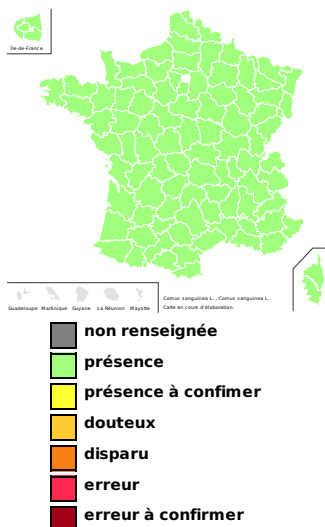 Île-de-France
Cornus sanguinea L. , Cornus sanguinea L.
Guadeloupe Martinique Guyane La Réunion Mayotte Carte en cours d'élaboration.
non renseignée
présence
présence à confimer
douteux
disparu
erreur
erreur à confirmer